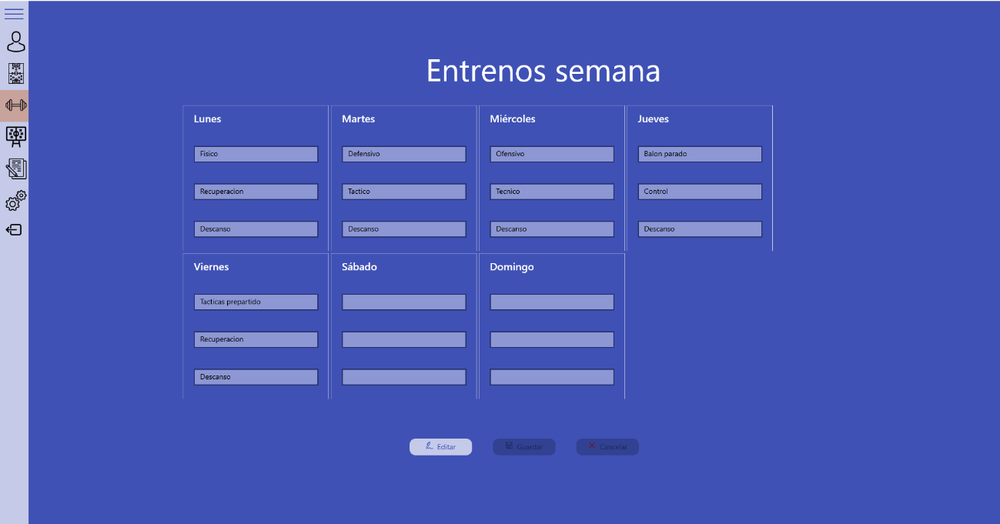 Entrenos semana
Lunes
Fisico
Recuperacion
Descanso
Martes
Defensivo
Tactico
Descanso
Miércoles
Ofensivo
Tecnico
Descanso
Jueves
Balon parado
Control
Descanso
Viernes
Tacticas prepartido
Recuperacion
Descanso
Sábado
Domingo
Editar
Guardar
Cancelar